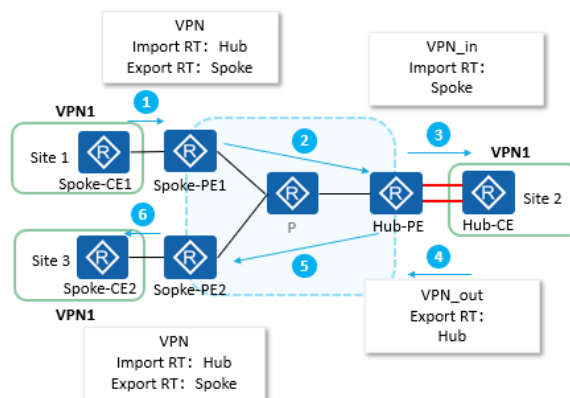 VPN
Import RT: Hub
Export RT: Spoke
VPN_in
Import RT:
Spoke
VPN1
1
2
3
VPN1
Site 1
R
R
R
R
R
Site 2
Spoke-CE1
Spoke-PE1
P
Hub-PE
Hub-CE
6
5
4
Site 3
R
R
Spoke-CE2
Sopke-PE2
VPN1
VPN_out
Export RT:
Hub
VPN
Import RT: Hub
Export RT: Spoke